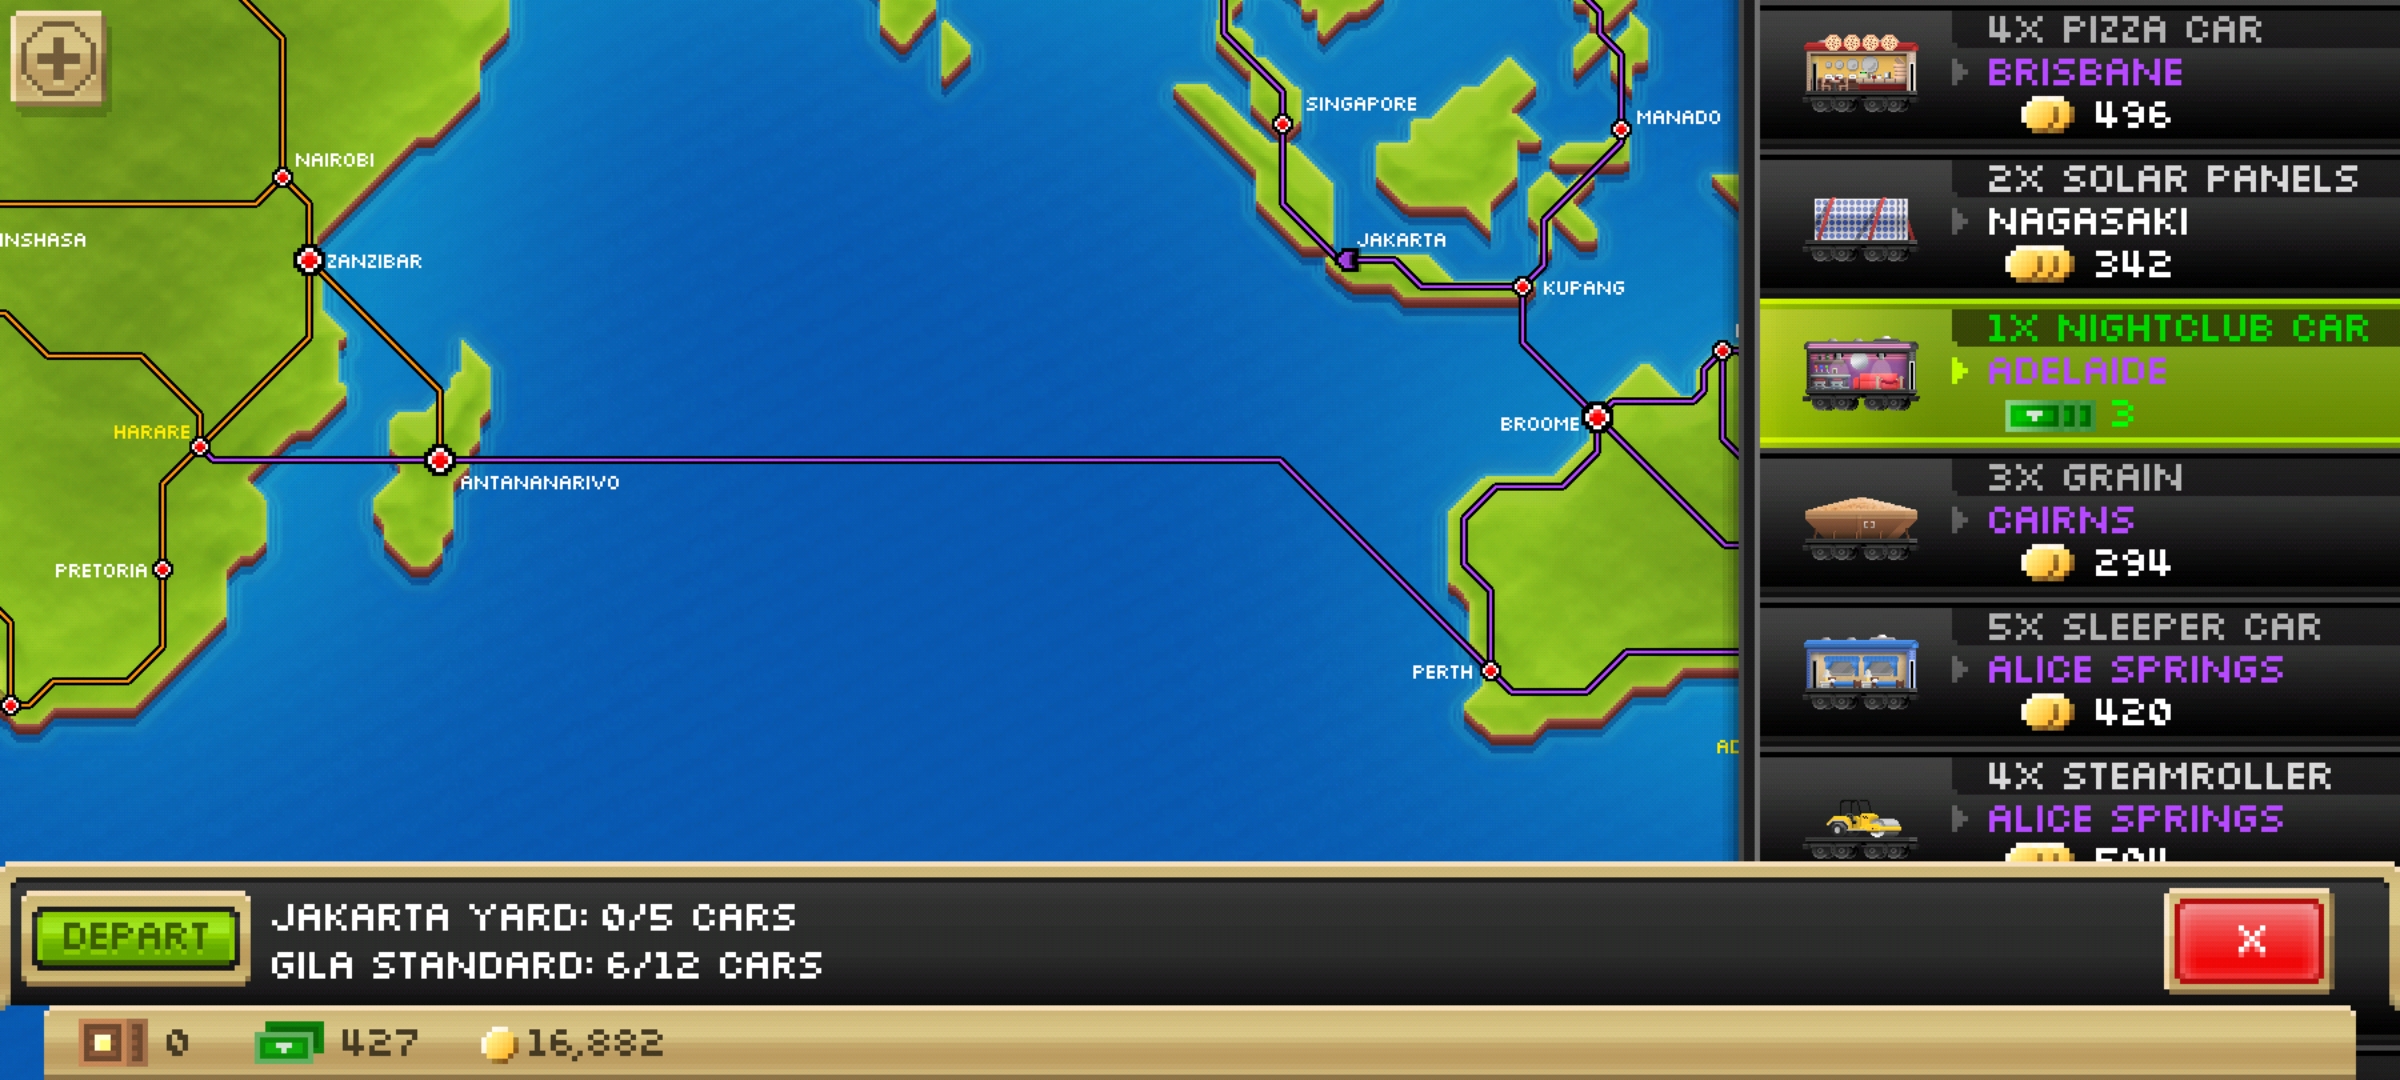 NAIROBI
INSHASA
ZANZIBAR
HARARE
ANTANANARIVO
PRETORIA
SINGAPORE
MANADO
JAKARTA
KUPANG
BROOME
PERTH
AD
4X PIZZA CAR
BRISBANE
496
2X SOLAR PANELS
NAGASAKI
342
1X NIGHTCLUB CAR
ADELAIDE
3
3X GRAIN
CAIRNS
294
5X SLEEPER CAR
ALICE SPRINGS
420
4X STEAMROLLER
ALICE SPRINGS
DEPART
JAKARTA YARD: 0/5 CARS
GILA STANDARD: 6/12 CARS
X
0
427
16,882